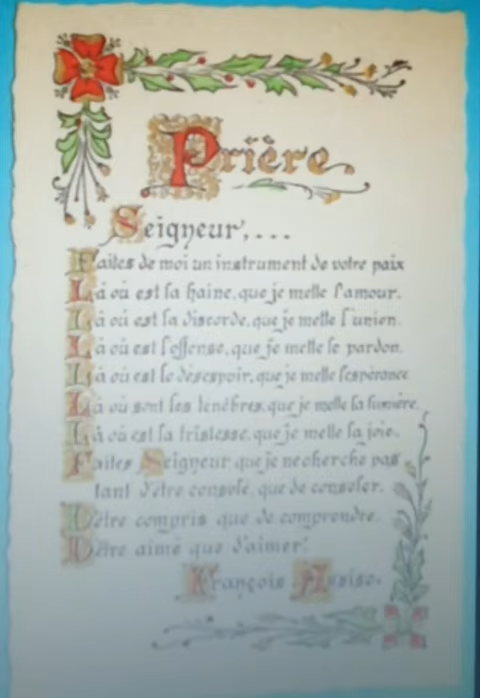 Prière.
Seigneur,...
Faites de moi un instrument de votre paix
Là où est la haine, que je mette l'amour.
Là où est la discorde, que je mette l'union.
Là où est l'offense, que je mette le pardon.
Là où est le désespoir, que je mette l'espérance
Là où sont les ténèbres, que je mette la lumière.
Là où est la tristesse, que je mette la joie.
Faites Seigneur que je ne cherche pas
tant d'être consolé, que de consoler.
D'être compris que de comprendre.
D'être aimé que d'aimer!
François Assise.